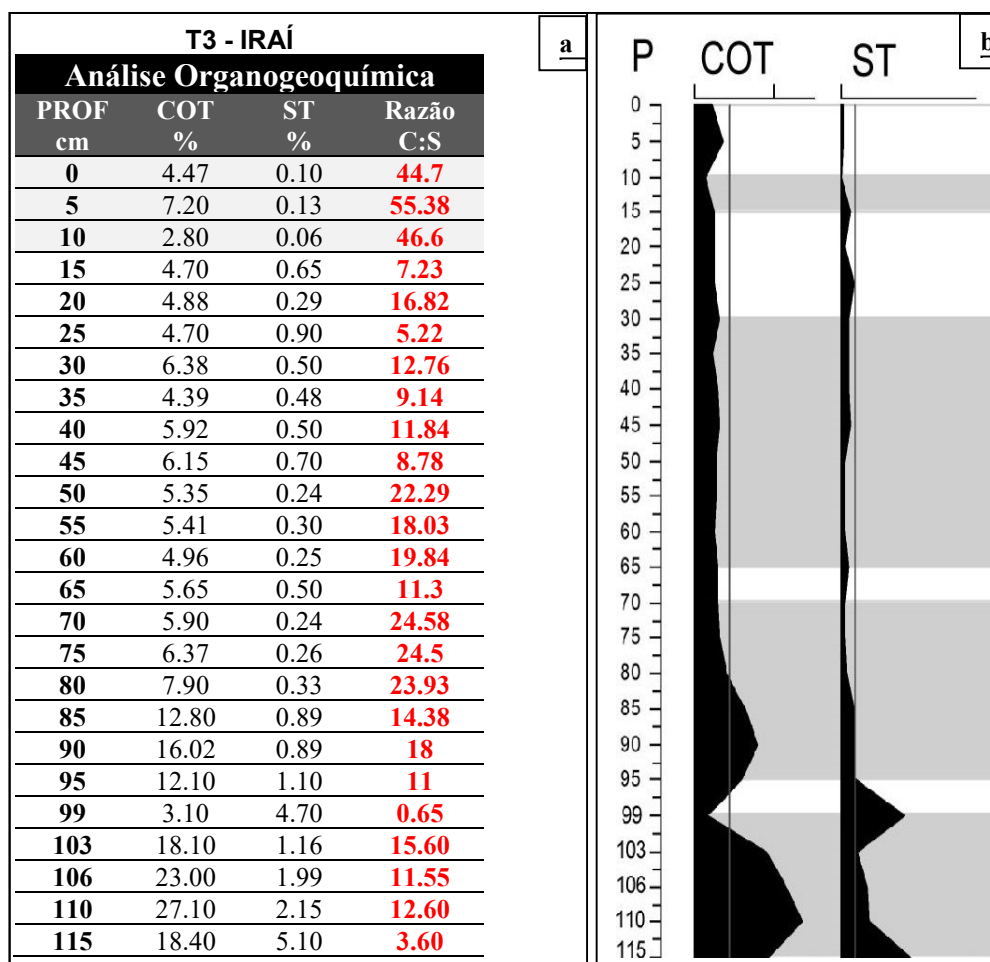 T3 - IRAÍ
Análise Organogeoquímica
PROF COT ST Razão
cm % % C:S
0 4.47 0.10 44.7
5 7.20 0.13 55.38
10 2.80 0.06 46.6
15 4.70 0.65 7.23
20 4.88 0.29 16.82
25 4.70 0.90 5.22
30 6.38 0.50 12.76
35 4.39 0.48 9.14
40 5.92 0.50 11.84
45 6.15 0.70 8.78
50 5.35 0.24 22.29
55 5.41 0.30 18.03
60 4.96 0.25 19.84
65 5.65 0.50 11.3
70 5.90 0.24 24.58
75 6.37 0.26 24.5
80 7.90 0.33 23.93
85 12.80 0.89 14.38
90 16.02 0.89 18
95 12.10 1.10 11
99 3.10 4.70 0.65
103 18.10 1.16 15.60
106 23.00 1.99 11.55
110 27.10 2.15 12.60
115 18.40 5.10 3.60
a
P COT ST
b
0
5
10
15
20
25
30
35
40
45
50
55
60
65
70
75
80
85
90
95
99
103
106
110
115